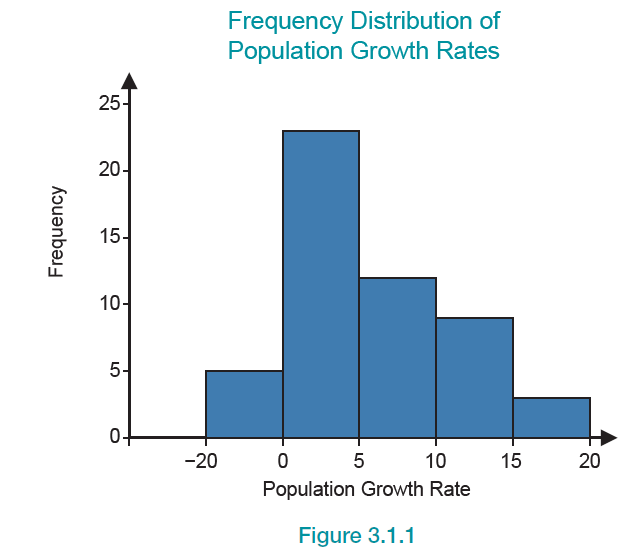 Frequency Distribution of
Population Growth Rates
Frequency
25
20
15
10
5
0
−20 0 5 10 15 20
Population Growth Rate
Figure 3.1.1